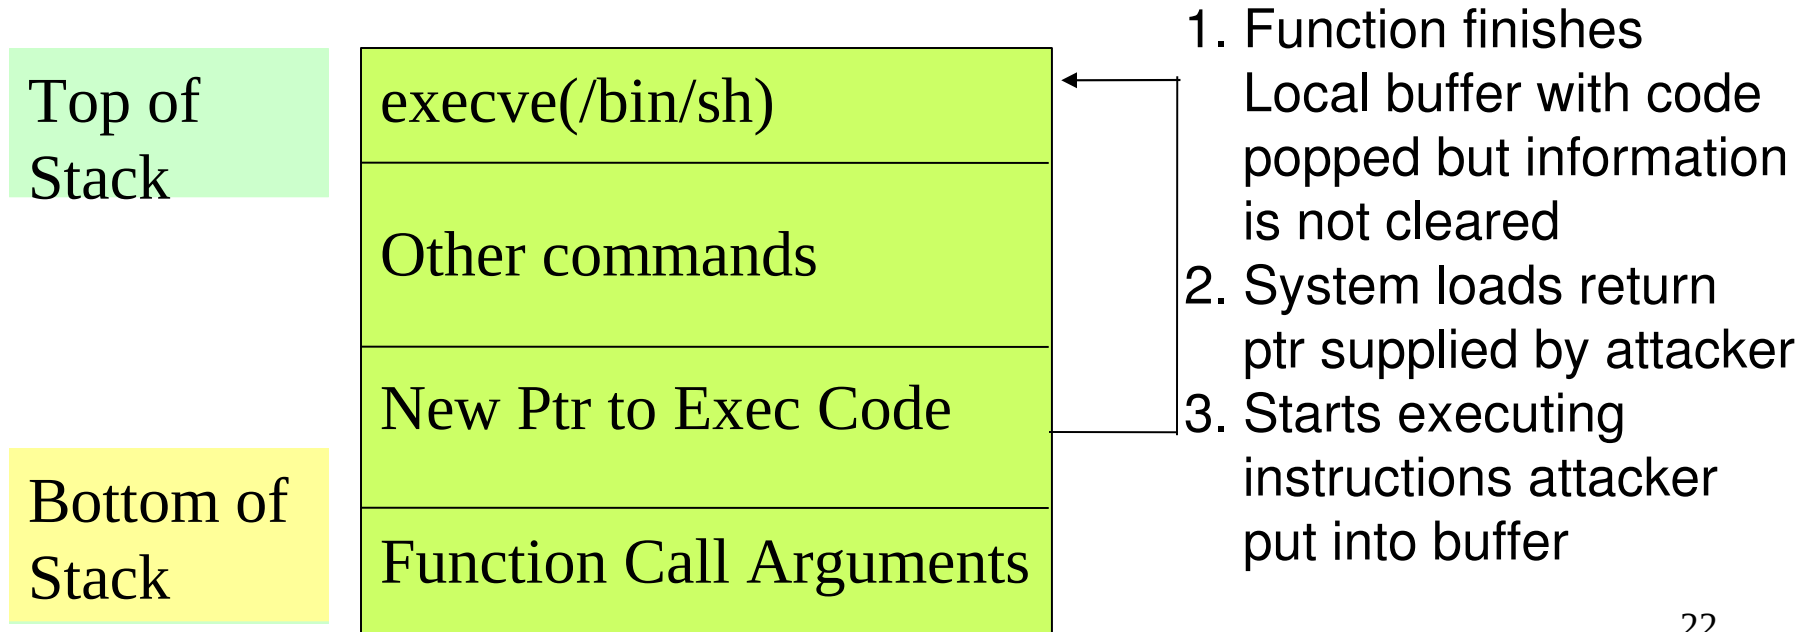 Top of
Stack
execve(/bin/sh)
Other commands
New Ptr to Exec Code
Bottom of
Stack
Function Call Arguments
1. Function finishes
Local buffer with code
popped but information
is not cleared
2. System loads return
ptr supplied by attacker
3. Starts executing
instructions attacker
put into buffer
22